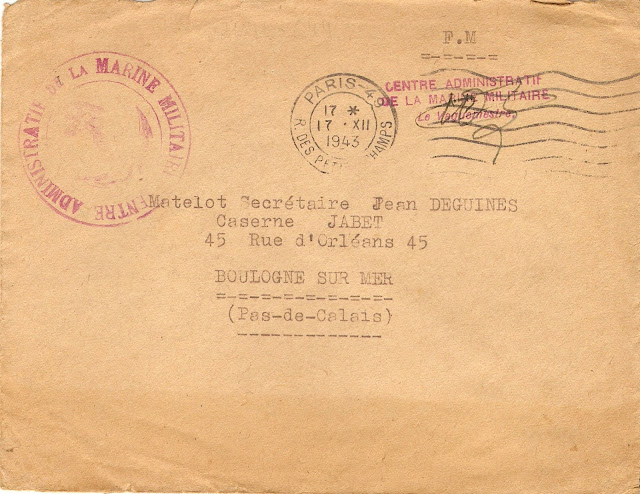 F.M
=-=-=-=
CENTRE ADMINISTRATIF
DE LA MARINE MILITAIRE
Le Vaguemestre,
PARIS-49
17 *
17 · XII
1943
R. DES CHAMPS
CENTRE ADMINISTRATIF DE LA MARINE MILITAIRE
Matelot Secrétaire Jean DEGUINES
Caserne JABET
45 Rue d'Orléans 45
BOULOGNE SUR MER
=-=-=-=-=-=-=-=--
(Pas-de-Calais)
-------------